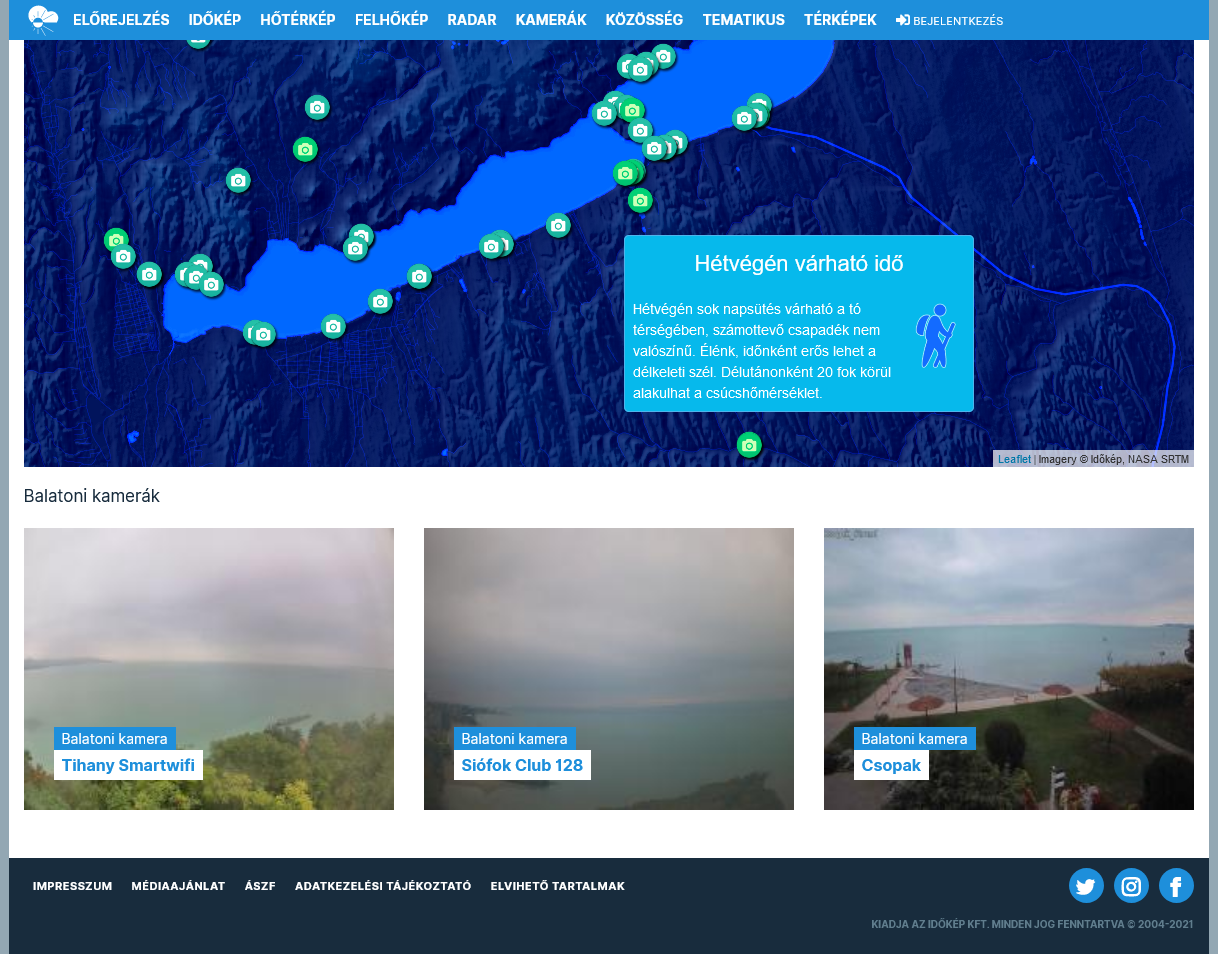 ELŐREJELZÉS IDŐKÉP HŐTÉRKÉP FELHŐKÉP RADAR KAMERÁK KÖZÖSSÉG TEMATIKUS TÉRKÉPEK BEJELENTKEZÉS
Hétvégén várható idő
Hétvégén sok napsütés várható a tó
térségében, számottevő csapadék nem
valószínű. Élénk, időnként erős lehet a
délkeleti szél. Délutánonként 20 fok körül
alakulhat a csúcshőmérséklet.
Leaflet | Imagery © Időkép, NASA SRTM
Balatoni kamerák
Balatoni kamera
Tihany Smartwifi
Balatoni kamera
Siófok Club 128
Balatoni kamera
Csopak
IMPRESSZUM MÉDIAAJÁNLAT ÁSZF ADATKEZELÉSI TÁJÉKOZTATÓ ELVIHETŐ TARTALMAK
KIADJA AZ IDŐKÉP KFT. MINDEN JOG FENNTARTVA © 2004-2021